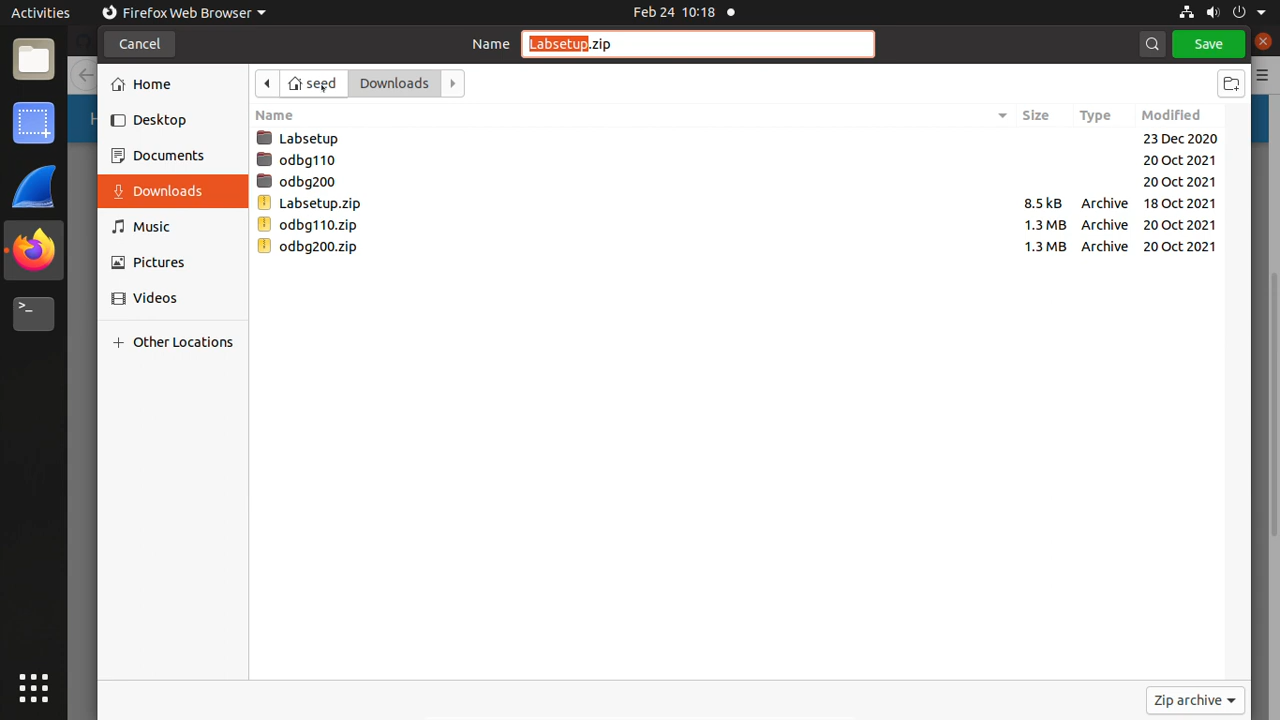 Activities Firefox Web Browser Feb 24 10:18
Cancel Name Labsetup.zip Save
Home seed Downloads
Name Size Type Modified
Desktop
Documents
Downloads
Music
Pictures
Videos
Other Locations
Labsetup 23 Dec 2020
odbg110 20 Oct 2021
odbg200 20 Oct 2021
Labsetup.zip 8.5 kB Archive 18 Oct 2021
odbg110.zip 1.3 MB Archive 20 Oct 2021
odbg200.zip 1.3 MB Archive 20 Oct 2021
Zip archive